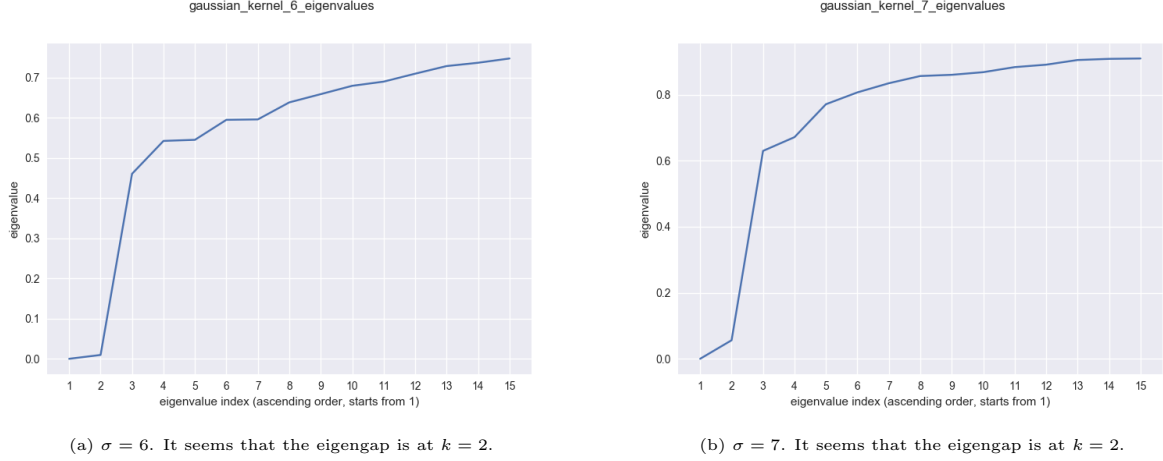 gaussian_kernel_6_eigenvalues
0.7
0.6
0.5
0.4
0.3
0.2
0.1
0.0
eigenvalue
1 2 3 4 5 6 7 8 9 10 11 12 13 14 15
eigenvalue index (ascending order, starts from 1)
(a) σ = 6. It seems that the eigengap is at k = 2.
gaussian_kernel_7_eigenvalues
0.8
0.6
0.4
0.2
0.0
eigenvalue
1 2 3 4 5 6 7 8 9 10 11 12 13 14 15
eigenvalue index (ascending order, starts from 1)
(b) σ = 7. It seems that the eigengap is at k = 2.